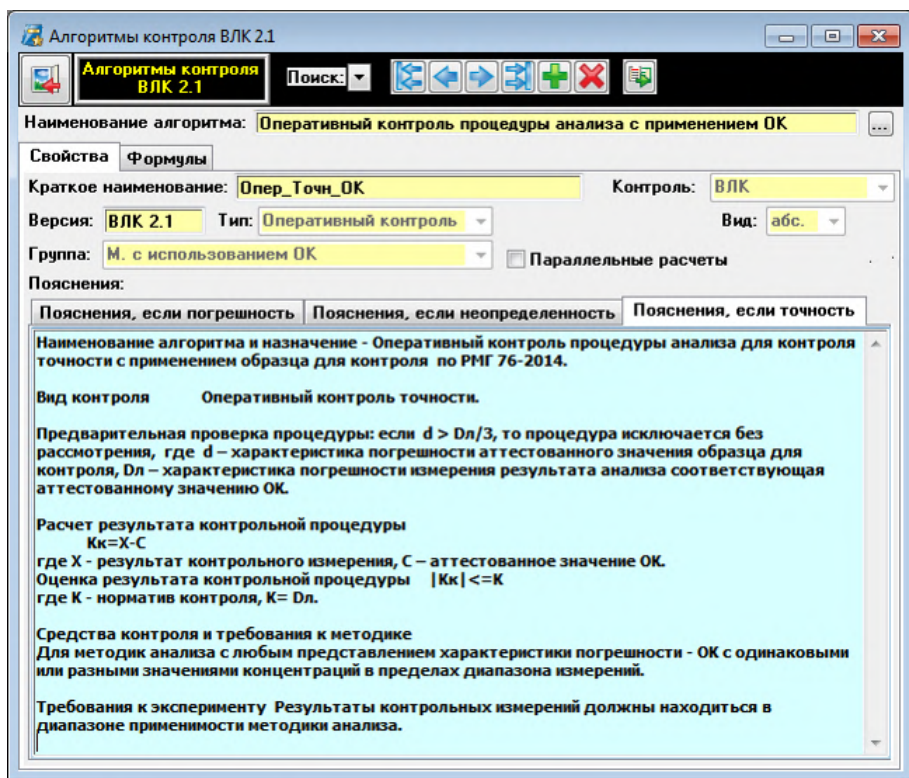 Алгоритмы контроля ВЛК 2.1
Алгоритмы контроля
ВЛК 2.1
Поиск:
Наименование алгоритма: Оперативный контроль процедуры анализа с применением ОК ...
Свойства Формулы
Краткое наименование: Опер_Точн_ОК Контроль: ВЛК
Версия: ВЛК 2.1 Тип: Оперативный контроль Вид: абс.
Группа: М. с использованием ОК Параллельные расчеты
Пояснения:
Пояснения, если погрешность Пояснения, если неопределенность Пояснения, если точность
Наименование алгоритма и назначение - Оперативный контроль процедуры анализа для контроля
точности с применением образца для контроля по РМГ 76-2014.
Вид контроля Оперативный контроль точности.
Предварительная проверка процедуры: если d > Dл/3, то процедура исключается без
рассмотрения, где d – характеристика погрешности аттестованного значения образца для
контроля, Dл – характеристика погрешности измерения результата анализа соответствующая
аттестованному значению ОК.
Расчет результата контрольной процедуры
Кк=X-C
где X - результат контрольного измерения, С – аттестованное значение ОК.
Оценка результата контрольной процедуры |Кк|<=К
где К - норматив контроля, К= Dл.
Средства контроля и требования к методике
Для методик анализа с любым представлением характеристики погрешности - ОК с одинаковыми
или разными значениями концентраций в пределах диапазона измерений.
Требования к эксперименту Результаты контрольных измерений должны находиться в
диапазоне применимости методики анализа.